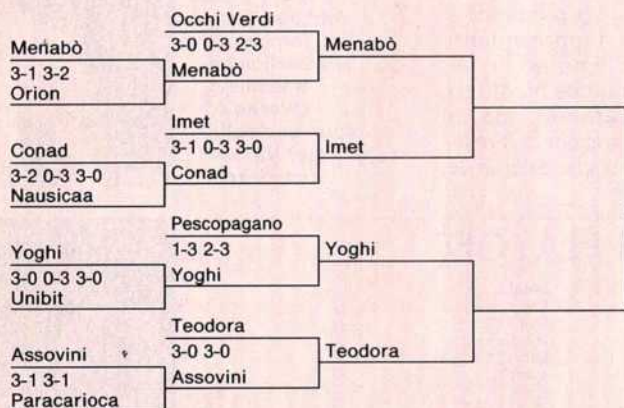 Menabò
3-1 3-2
Orion
Conad
3-2 0-3 3-0
Nausicaa
Yoghi
3-0 0-3 3-0
Unibit
Assovini
3-1 3-1
Paracarioca
Occhi Verdi
3-0 0-3 2-3
Menabò
Imet
3-1 0-3 3-0
Conad
Pescopagano
1-3 2-3
Yoghi
Teodora
3-0 3-0
Assovini
Menabò
Imet
Yoghi
Teodora